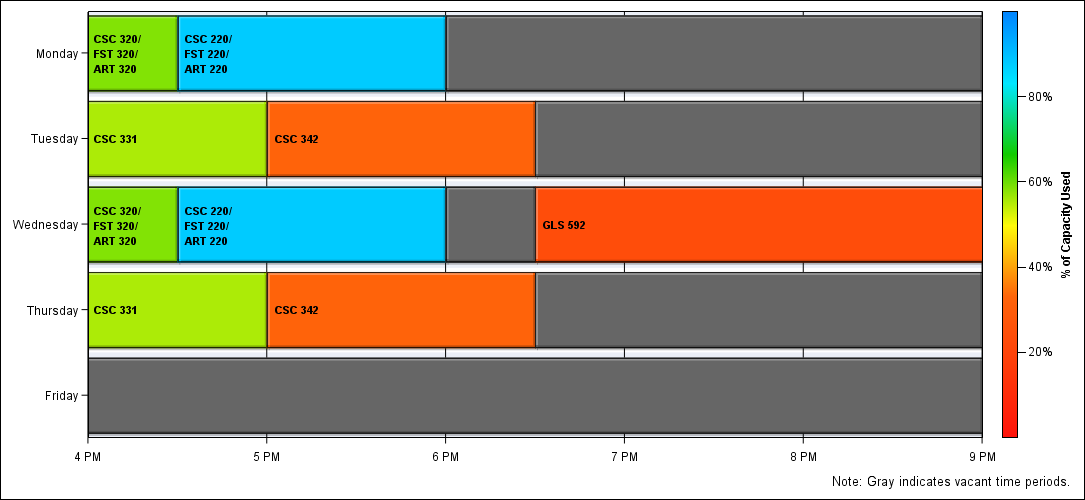 Monday
CSC 320/
FST 320/
ART 320
CSC 220/
FST 220/
ART 220
Tuesday
CSC 331
CSC 342
Wednesday
CSC 320/
FST 320/
ART 320
CSC 220/
FST 220/
ART 220
GLS 592
Thursday
CSC 331
CSC 342
Friday
4 PM
5 PM
6 PM
7 PM
8 PM
9 PM
80%
60%
40%
20%
% of Capacity Used
Note: Gray indicates vacant time periods.